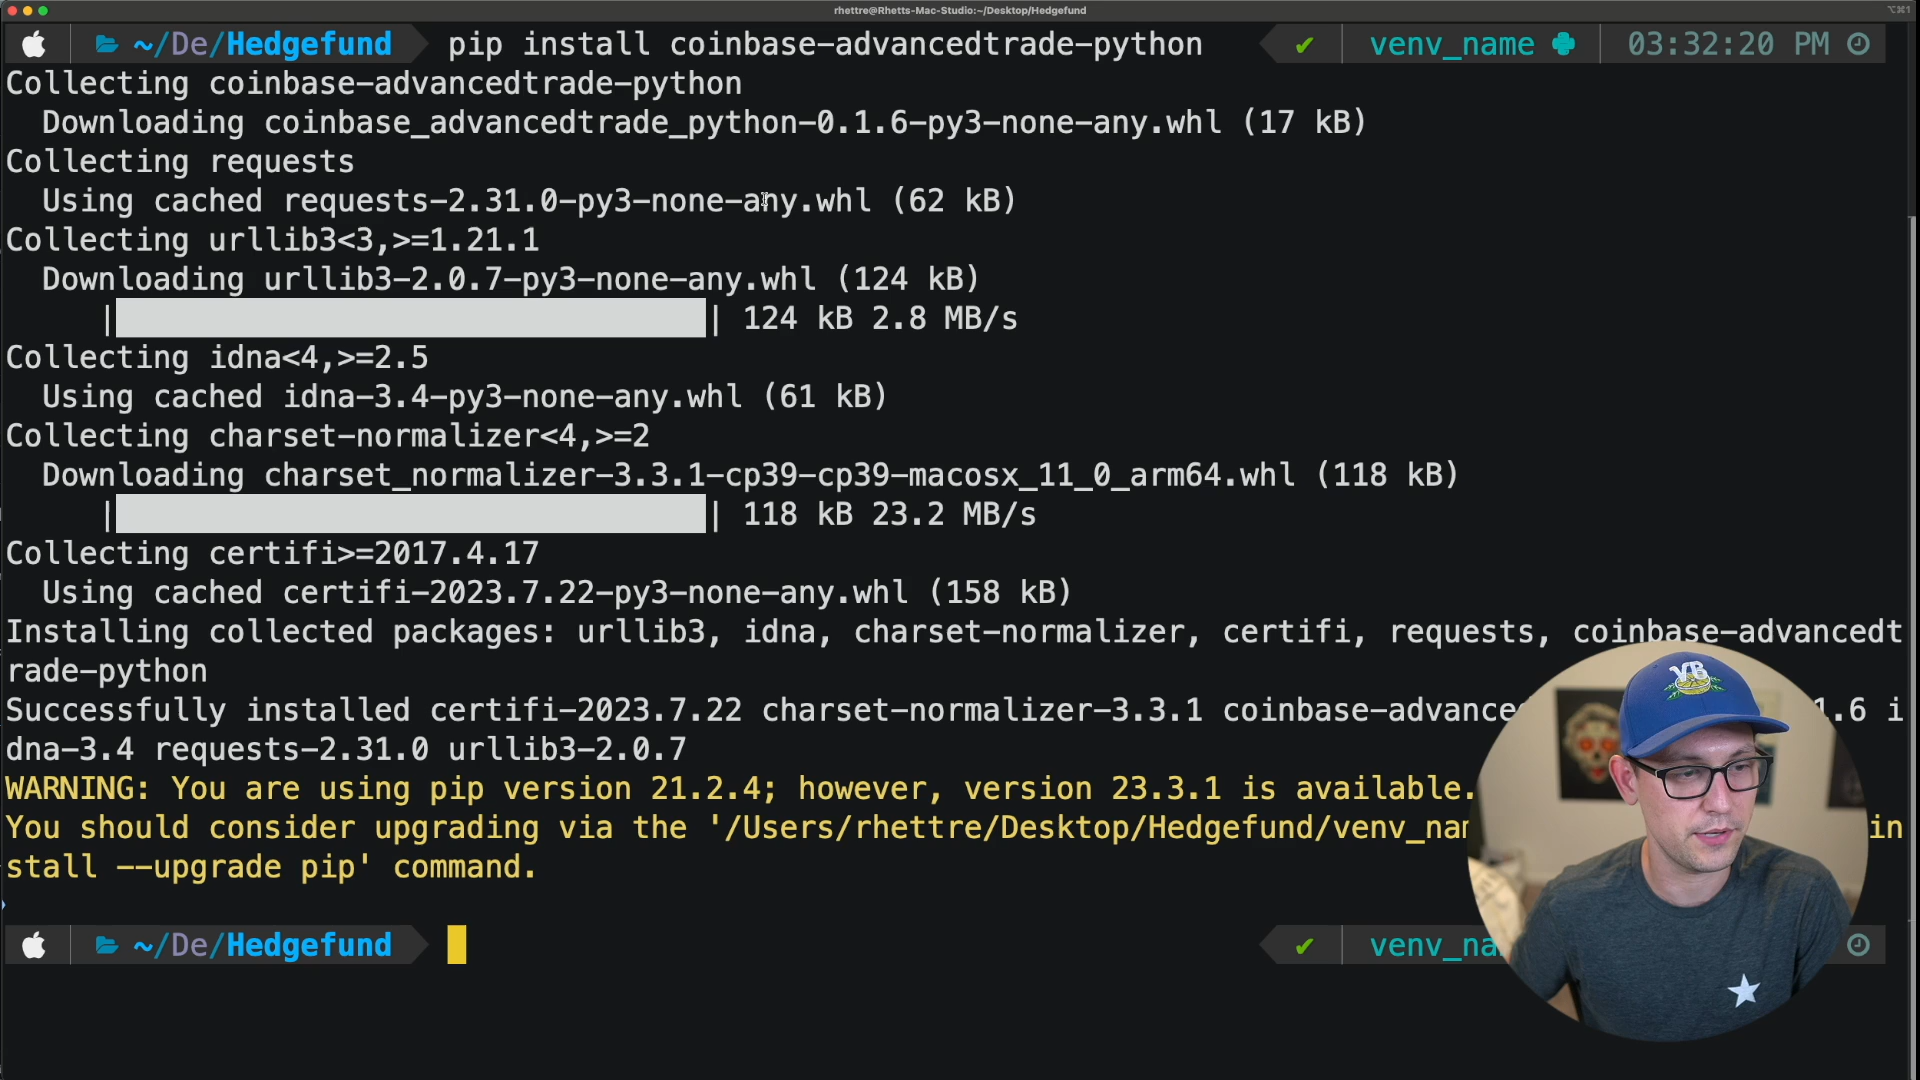 rhettre@Rhetts-Mac-Studio:~/Desktop/Hedgefund
⌥⌘1
~/De/Hedgefund pip install coinbase-advancedtrade-python ✔ venv_name 03:32:20 PM
Collecting coinbase-advancedtrade-python
Downloading coinbase_advancedtrade_python-0.1.6-py3-none-any.whl (17 kB)
Collecting requests
Using cached requests-2.31.0-py3-none-any.whl (62 kB)
Collecting urllib3<3,>=1.21.1
Downloading urllib3-2.0.7-py3-none-any.whl (124 kB)
| | 124 kB 2.8 MB/s
Collecting idna<4,>=2.5
Using cached idna-3.4-py3-none-any.whl (61 kB)
Collecting charset-normalizer<4,>=2
Downloading charset_normalizer-3.3.1-cp39-cp39-macosx_11_0_arm64.whl (118 kB)
| | 118 kB 23.2 MB/s
Collecting certifi>=2017.4.17
Using cached certifi-2023.7.22-py3-none-any.whl (158 kB)
Installing collected packages: urllib3, idna, charset-normalizer, certifi, requests, coinbase-advancedt
rade-python
Successfully installed certifi-2023.7.22 charset-normalizer-3.3.1 coinbase-advance 1.6 i
dna-3.4 requests-2.31.0 urllib3-2.0.7
WARNING: You are using pip version 21.2.4; however, version 23.3.1 is available.
You should consider upgrading via the '/Users/rhettre/Desktop/Hedgefund/venv_na in
stall --upgrade pip' command.
~/De/Hedgefund ✔ venv_na
VB